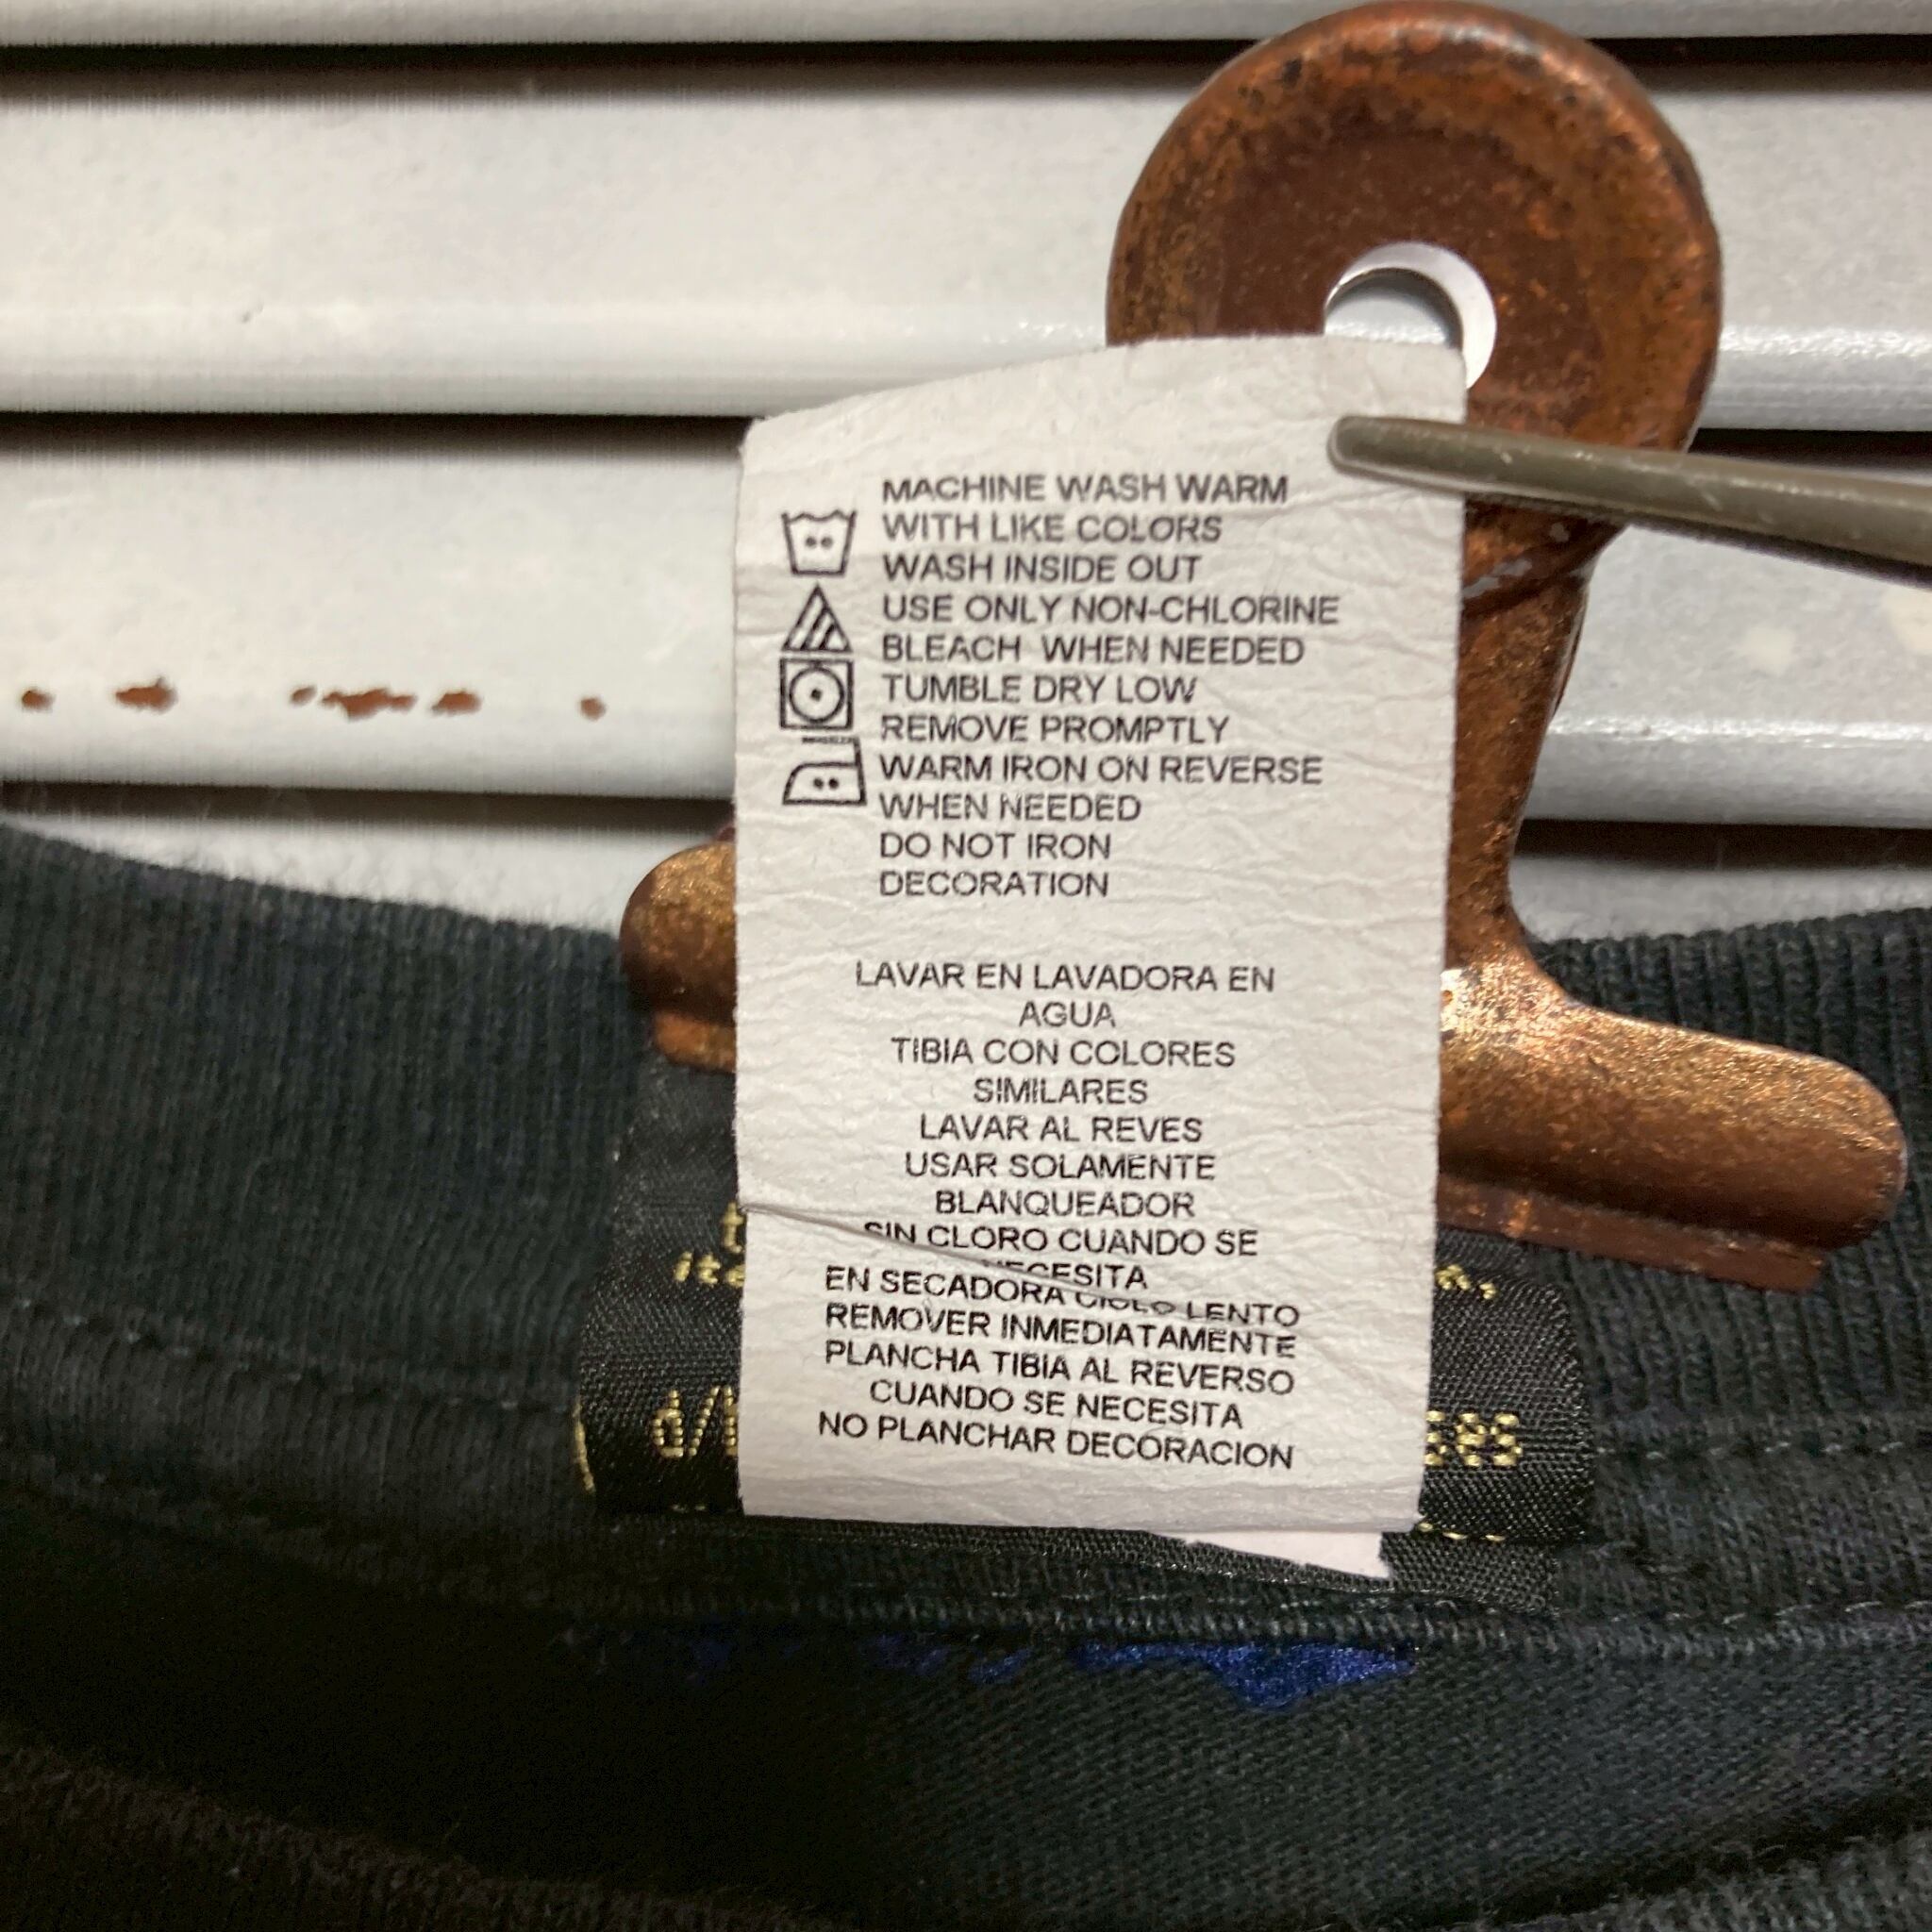 MACHINE WASH WARM
WITH LIKE COLORS
WASH INSIDE OUT
USE ONLY NON-CHLORINE
BLEACH WHEN NEEDED
TUMBLE DRY LOW
REMOVE PROMPTLY
WARM IRON ON REVERSE
WHEN NEEDED
DO NOT IRON
DECORATION
LAVAR EN LAVADORA EN
AGUA
TIBIA CON COLORES
SIMILARES
LAVAR AL REVES
USAR SOLAMENTE
BLANQUEADOR
SIN CLORO CUANDO SE
NECESITA
EN SECADORA CICLO LENTO
REMOVER INMEDIATAMENTE
PLANCHA TIBIA AL REVERSO
CUANDO SE NECESITA
NO PLANCHAR DECORACION